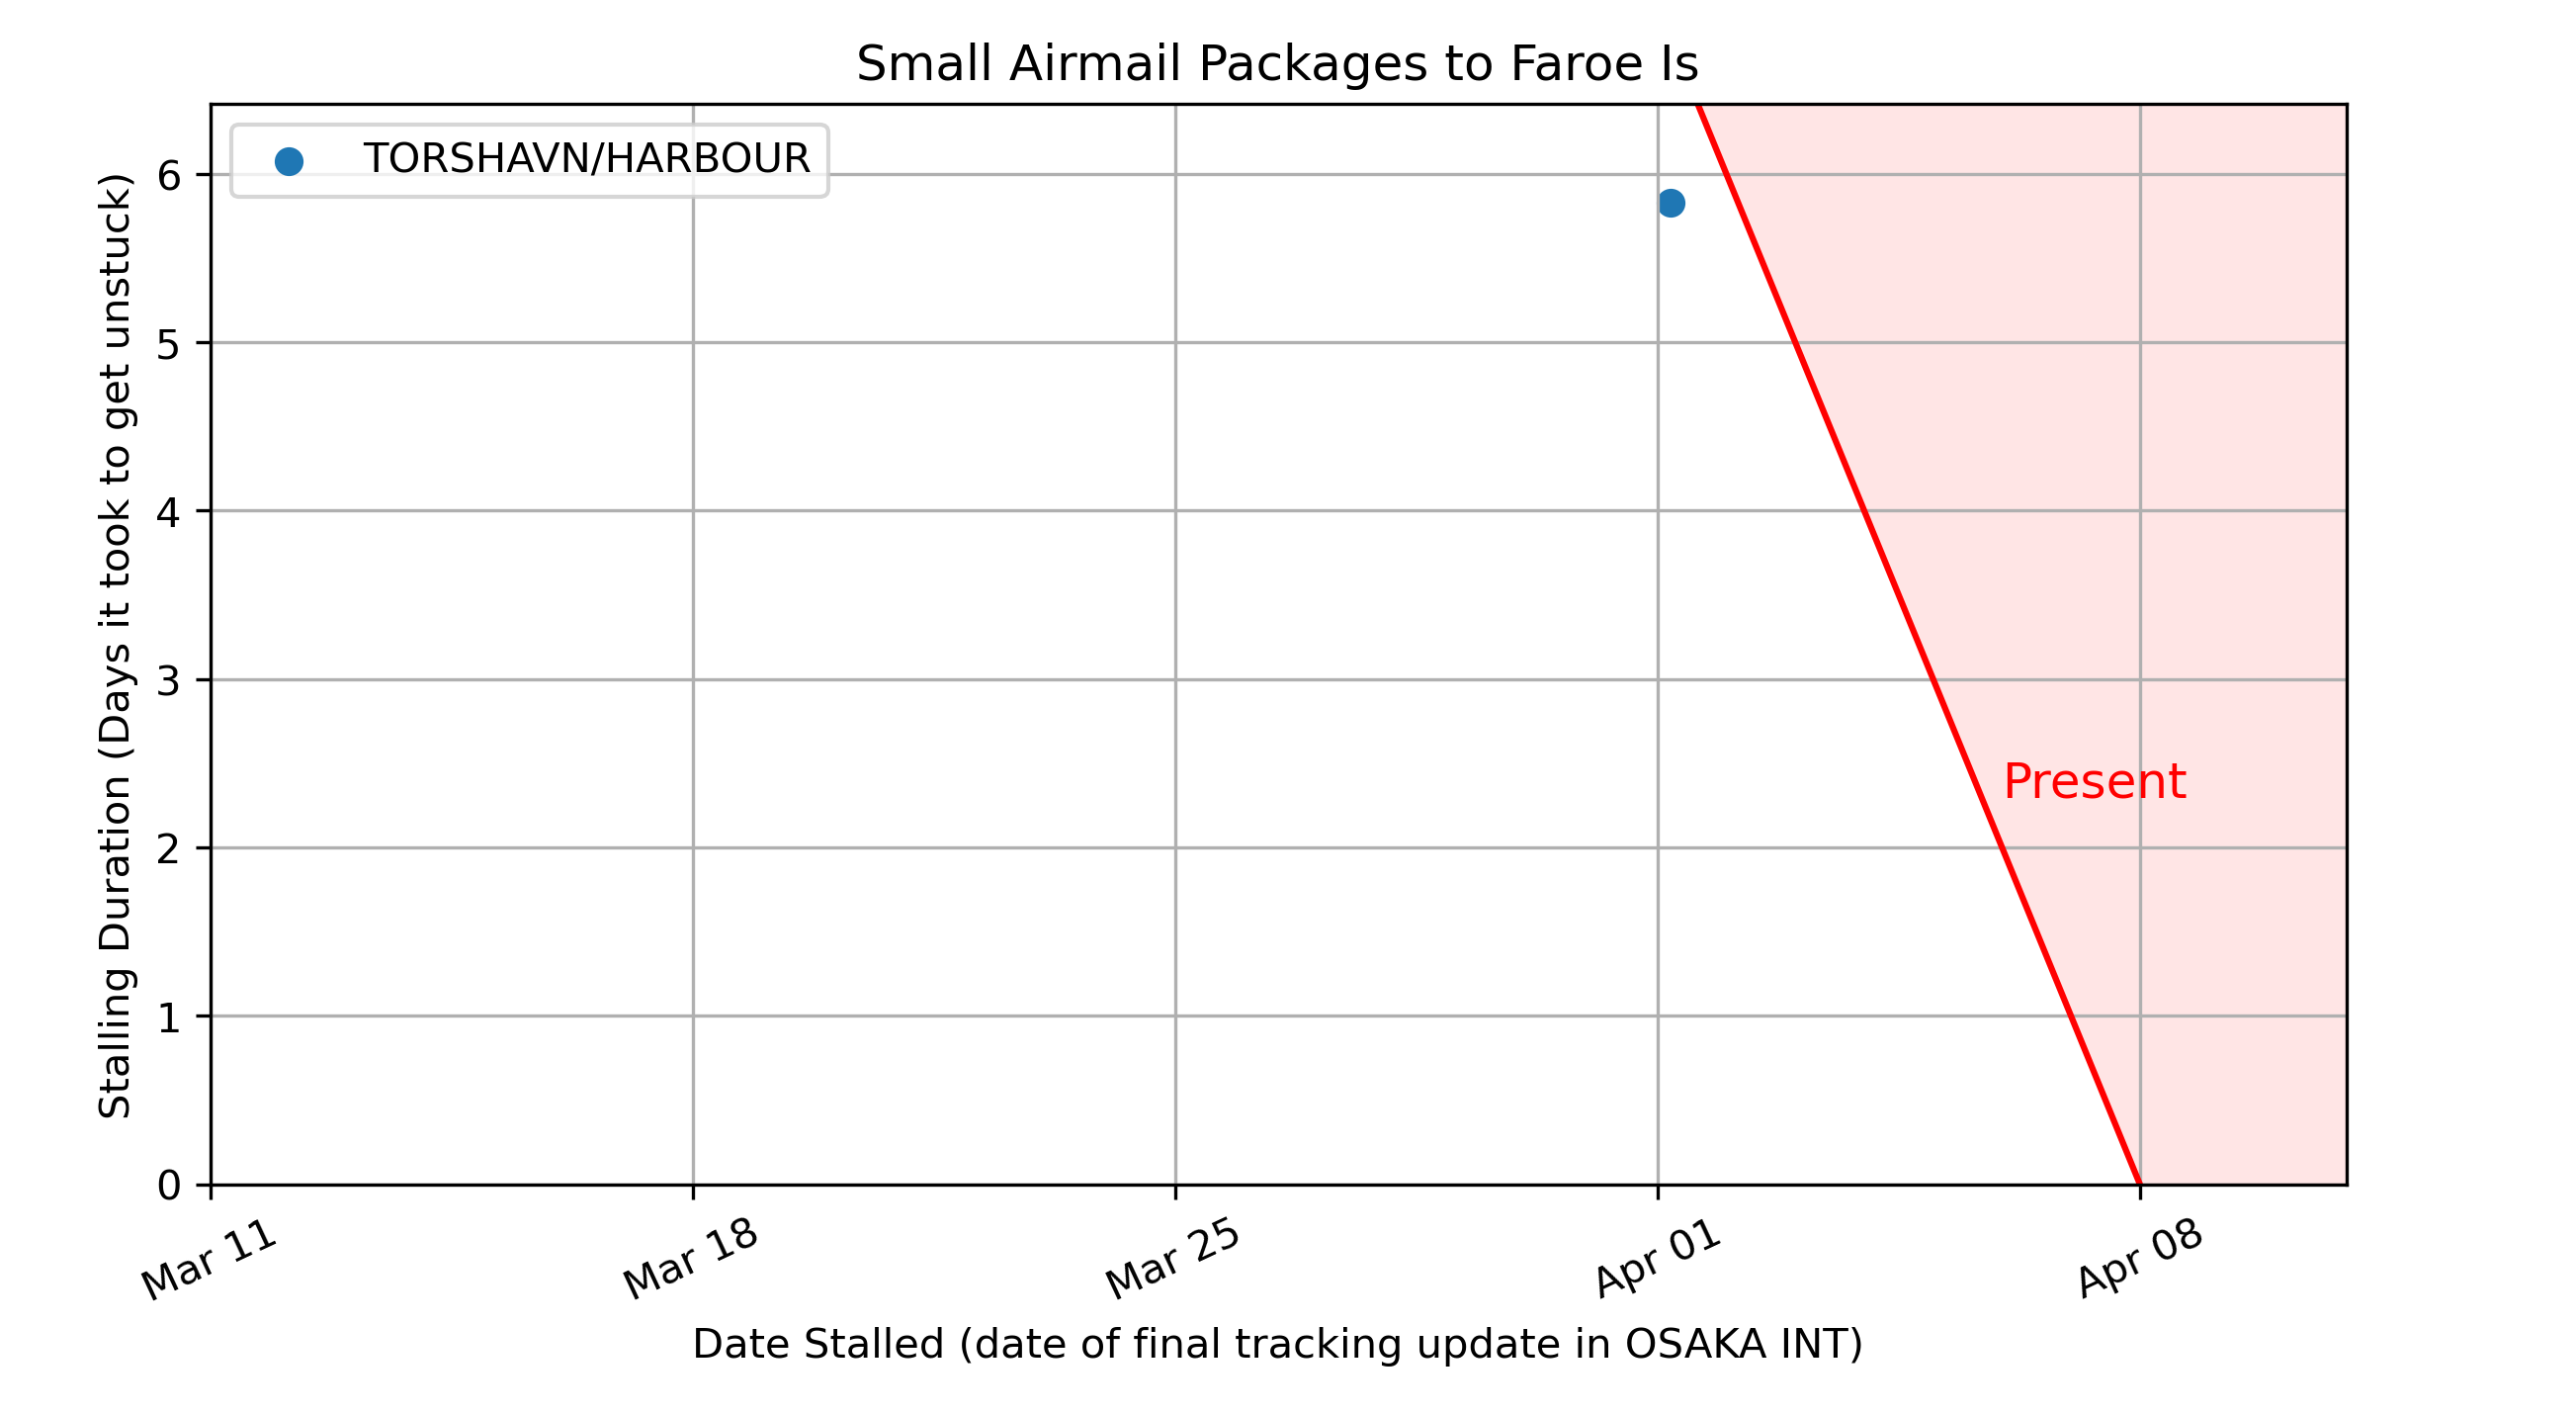 Small Airmail Packages to Faroe Is
TORSHAVN/HARBOUR
Stalling Duration (Days it took to get unstuck)
6
5
4
3
2
1
0
Present
Mar 11
Mar 18
Mar 25
Apr 01
Apr 08
Date Stalled (date of final tracking update in OSAKA INT)